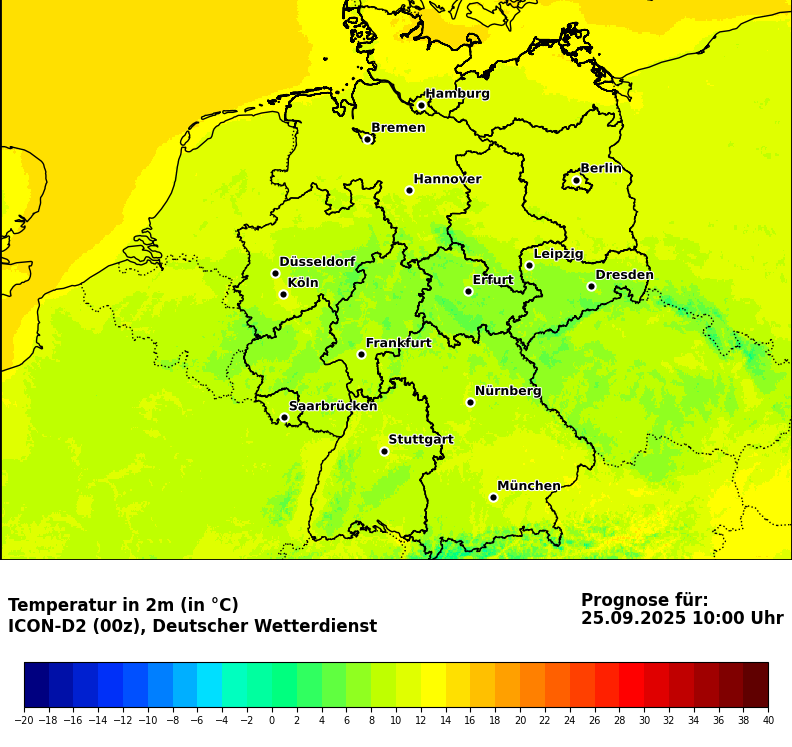 Hamburg
Bremen
Berlin
Hannover
Leipzig
Düsseldorf
Dresden
Köln
Erfurt
Frankfurt
Nürnberg
Saarbrücken
Stuttgart
München
Temperatur in 2m (in °C)
ICON-D2 (00z), Deutscher Wetterdienst
Prognose für:
25.09.2025 10:00 Uhr
−20 −18 −16 −14 −12 −10 −8 −6 −4 −2 0 2 4 6 8 10 12 14 16 18 20 22 24 26 28 30 32 34 36 38 40